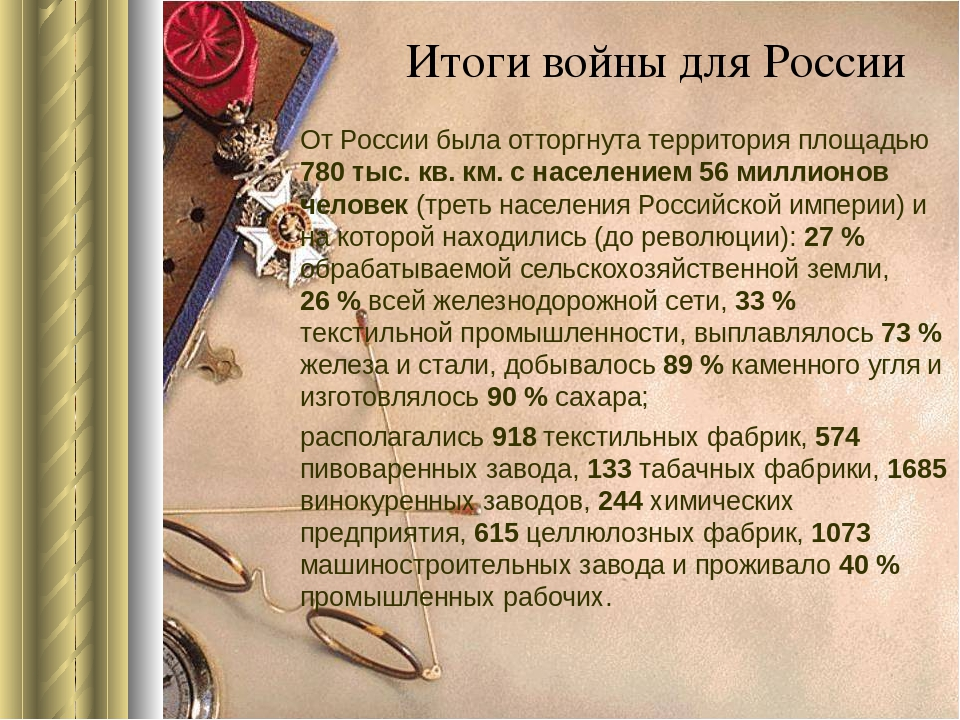 Итоги войны для России
От России была отторгнута территория площадью
780 тыс. кв. км. с населением 56 миллионов
человек (треть населения Российской империи) и
на которой находились (до революции): 27 %
обрабатываемой сельскохозяйственной земли,
26 % всей железнодорожной сети, 33 %
текстильной промышленности, выплавлялось 73 %
железа и стали, добывалось 89 % каменного угля и
изготовлялось 90 % сахара;
располагались 918 текстильных фабрик, 574
пивоваренных завода, 133 табачных фабрики, 1685
винокуренных заводов, 244 химических
предприятия, 615 целлюлозных фабрик, 1073
машиностроительных завода и проживало 40 %
промышленных рабочих.